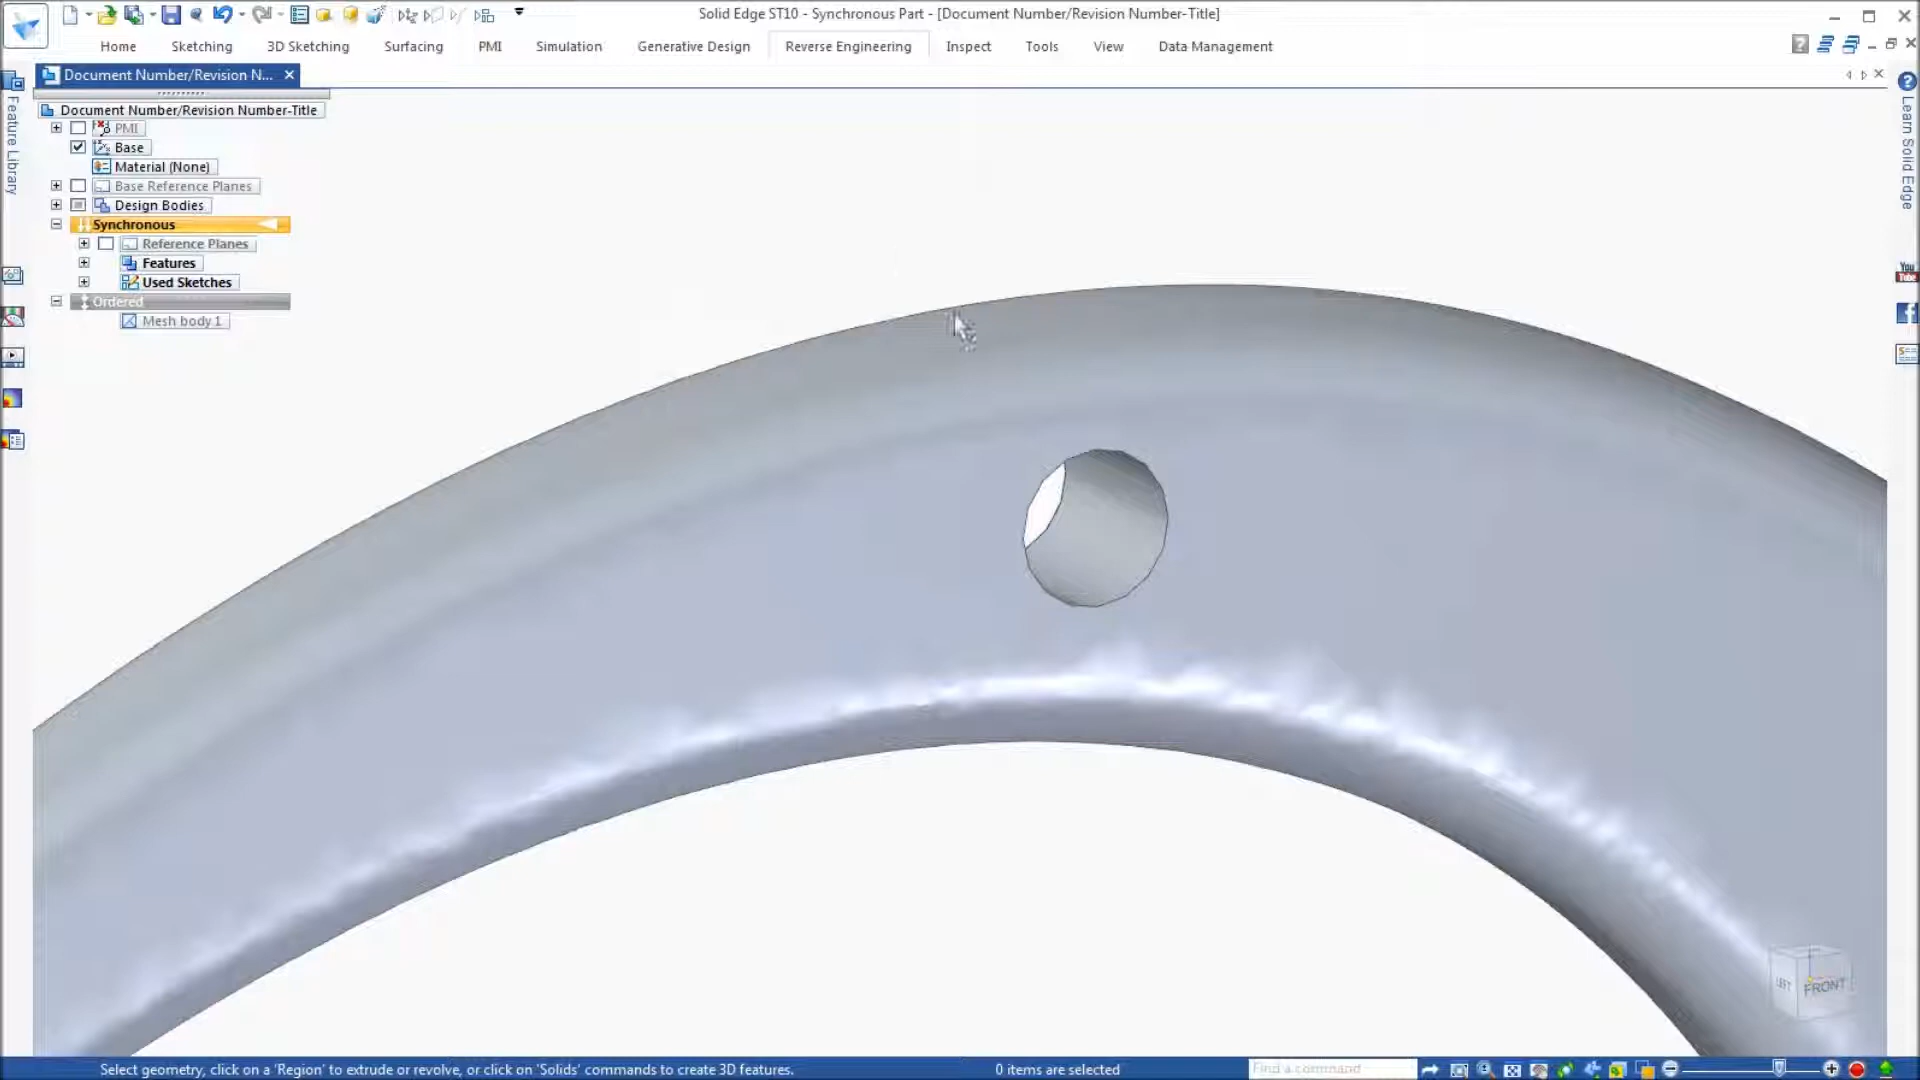 Solid Edge ST10 - Synchronous Part - [Document Number/Revision Number-Title]
Home Sketching 3D Sketching Surfacing PMI Simulation Generative Design Reverse Engineering Inspect Tools View Data Management
Document Number/Revision N...
Document Number/Revision Number-Title
PMI
Base
Material (None)
Base Reference Planes
Design Bodies
Synchronous
Reference Planes
Features
Used Sketches
Ordered
Mesh body 1
Feature Library
Learn Solid Edge
You
Tube
LEFT FRONT
Select geometry, click on a 'Region' to extrude or revolve, or click on 'Solids' commands to create 3D features. 0 items are selected Find a command